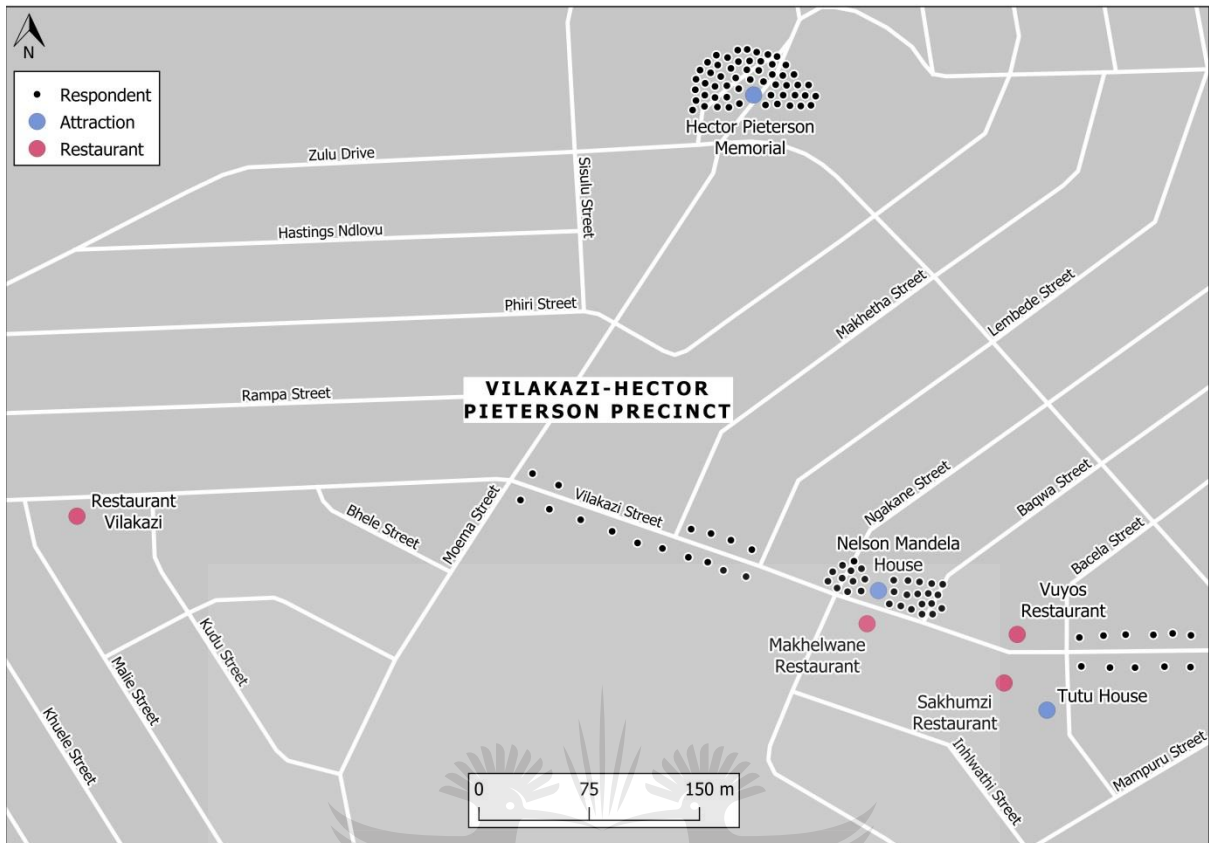 N
Respondent
Attraction
Restaurant
Hector Pieterson
Memorial
Zulu Drive
Sisulu Street
Hastings Ndlovu
Phiri Street
Makhetha Street
Lembede Street
VILAKAZI-HECTOR
PIETERSON PRECINCT
Rampa Street
Restaurant
Vilakazi
Bhele Street
Moema Street
Vilakazi Street
Ngakane Street
Baqwa Street
Bacela Street
Nelson Mandela
House
Vuyos
Restaurant
Makhelwane
Restaurant
Kudu Street
Malie Street
Khuele Street
Sakhumzi
Restaurant
Tutu House
Inhlwathi Street
Mampuru Street
0 75 150 m